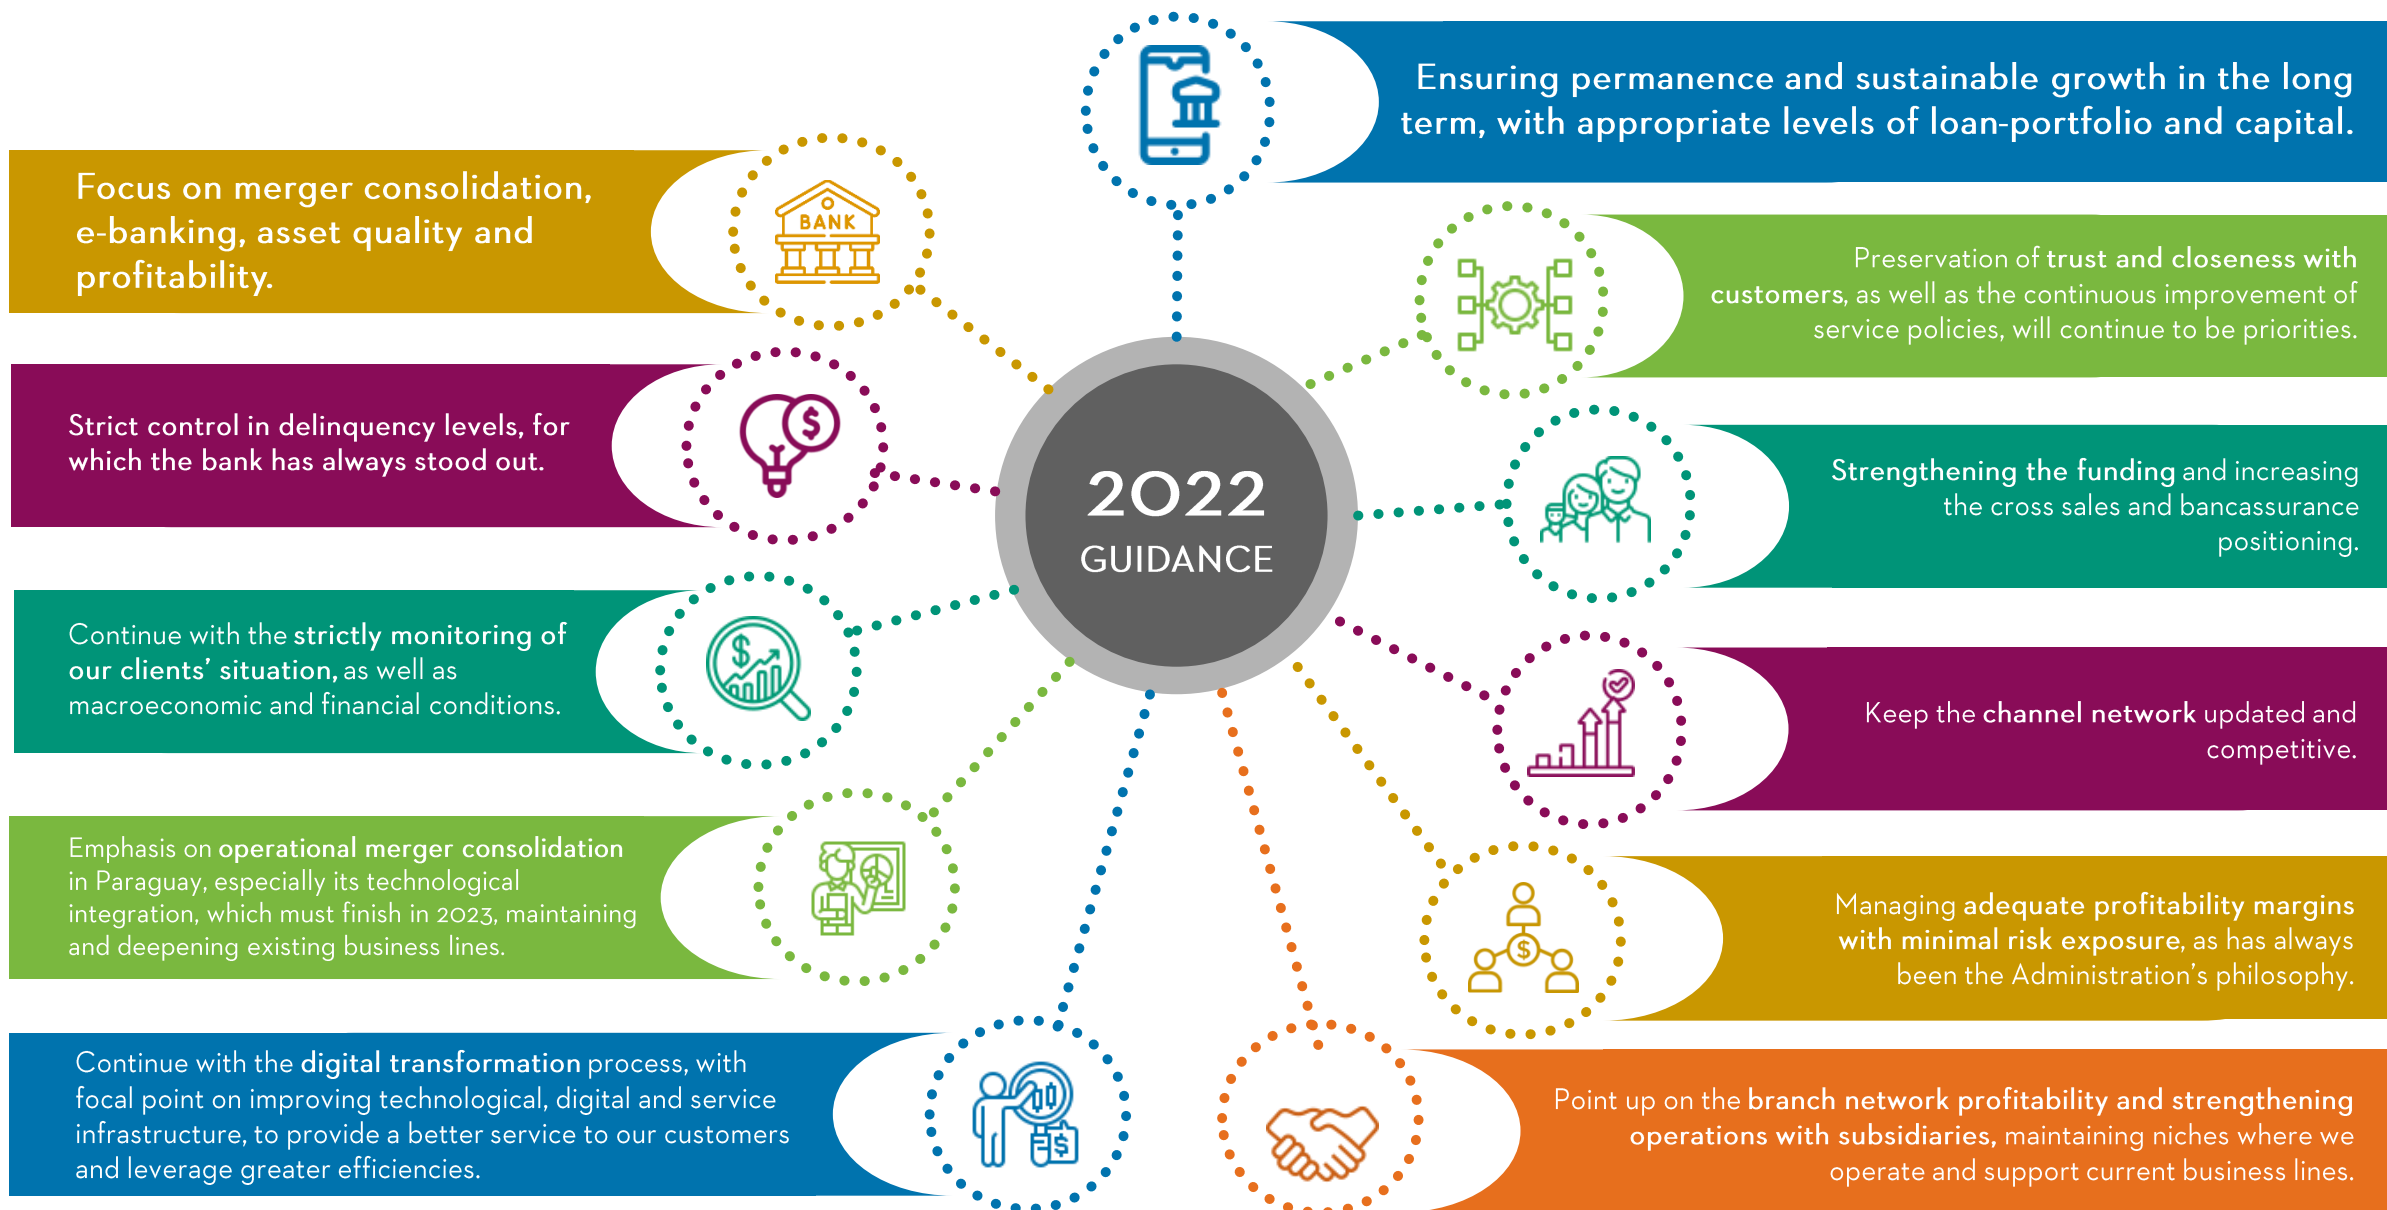 Ensuring permanence and sustainable growth in the long
term, with appropriate levels of loan-portfolio and capital.
Focus on merger consolidation,
e-banking, asset quality and
profitability.
BANK
Preservation of trust and closeness with
customers, as well as the continuous improvement of
service policies, will continue to be priorities.
Strict control in delinquency levels, for
which the bank has always stood out.
$
2022
GUIDANCE
Strengthening the funding and increasing
the cross sales and bancassurance
positioning.
Continue with the strictly monitoring of
our clients’ situation, as well as
macroeconomic and financial conditions.
$
Keep the channel network updated and
competitive.
Emphasis on operational merger consolidation
in Paraguay, especially its technological
integration, which must finish in 2023, maintaining
and deepening existing business lines.
Managing adequate profitability margins
with minimal risk exposure, as has always
been the Administration’s philosophy.
$
Continue with the digital transformation process, with
focal point on improving technological, digital and service
infrastructure, to provide a better service to our customers
and leverage greater efficiencies.
$
Point up on the branch network profitability and strengthening
operations with subsidiaries, maintaining niches where we
operate and support current business lines.